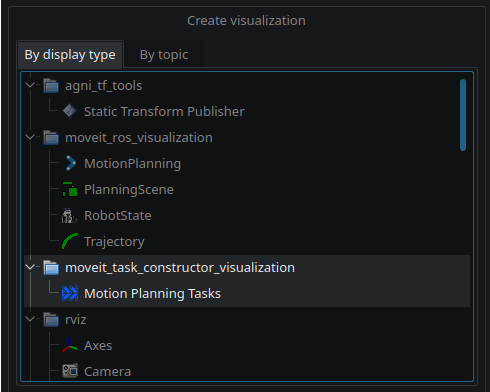 Create visualization
By display type By topic
agni_tf_tools
Static Transform Publisher
moveit_ros_visualization
MotionPlanning
PlanningScene
RobotState
Trajectory
moveit_task_constructor_visualization
Motion Planning Tasks
rviz
Axes
Camera